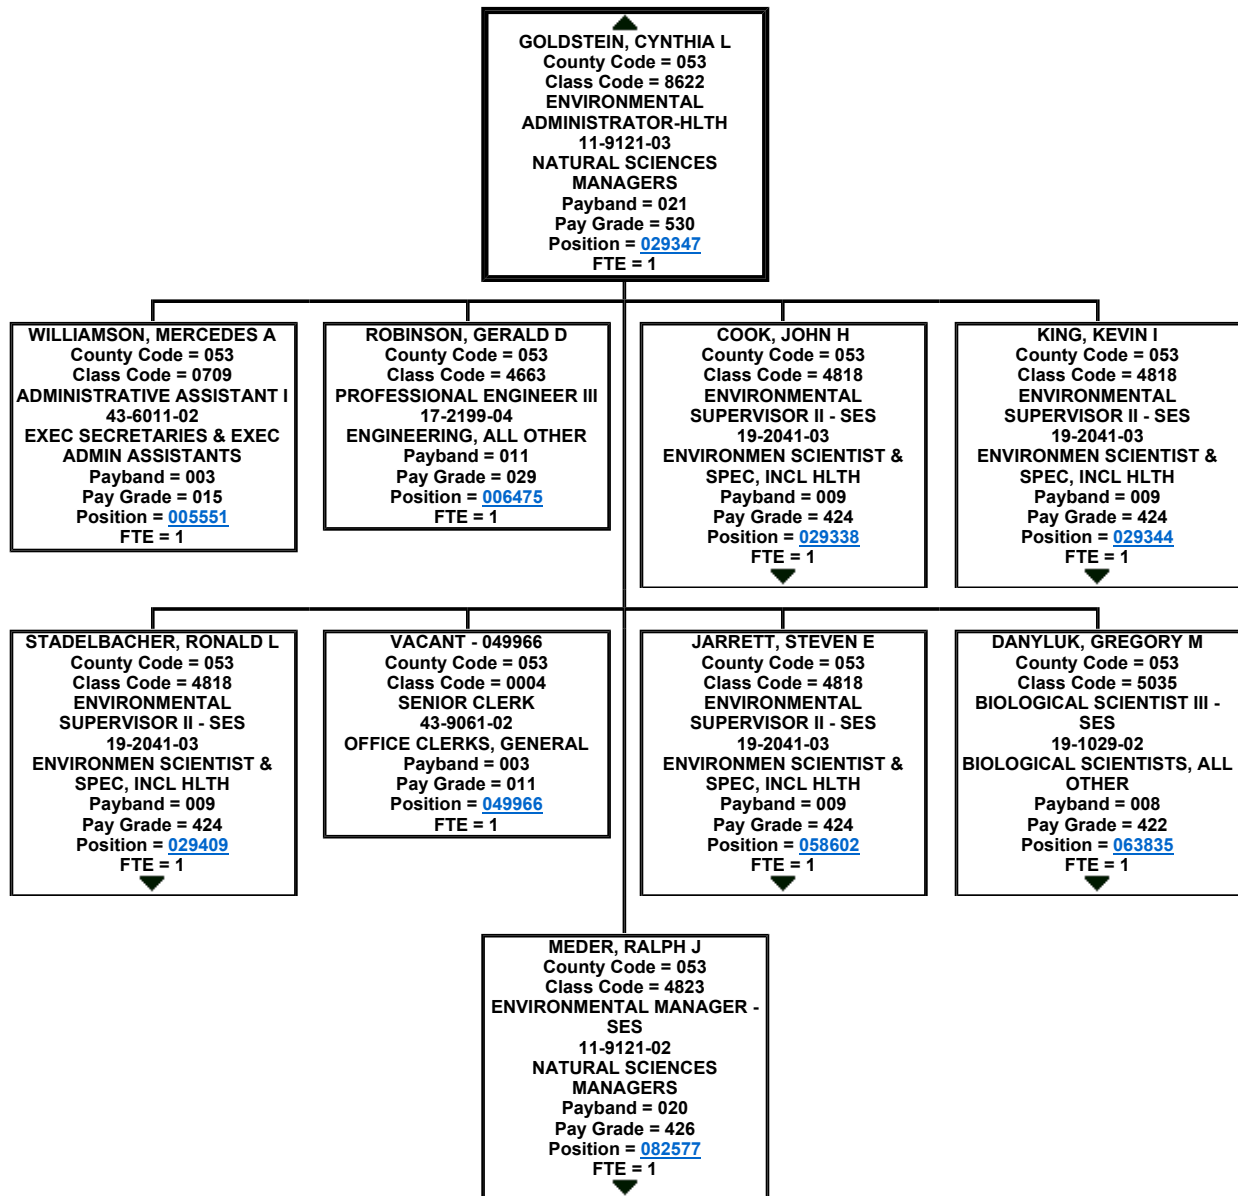 GOLDSTEIN, CYNTHIA L
County Code = 053
Class Code = 8622
ENVIRONMENTAL
ADMINISTRATOR-HLTH
11-9121-03
NATURAL SCIENCES
MANAGERS
Payband = 021
Pay Grade = 530
Position = 029347
FTE = 1
WILLIAMSON, MERCEDES A
County Code = 053
Class Code = 0709
ADMINISTRATIVE ASSISTANT I
43-6011-02
EXEC SECRETARIES & EXEC
ADMIN ASSISTANTS
Payband = 003
Pay Grade = 015
Position = 005551
FTE = 1
ROBINSON, GERALD D
County Code = 053
Class Code = 4663
PROFESSIONAL ENGINEER III
17-2199-04
ENGINEERING, ALL OTHER
Payband = 011
Pay Grade = 029
Position = 006475
FTE = 1
COOK, JOHN H
County Code = 053
Class Code = 4818
ENVIRONMENTAL
SUPERVISOR II - SES
19-2041-03
ENVIRONMEN SCIENTIST &
SPEC, INCL HLTH
Payband = 009
Pay Grade = 424
Position = 029338
FTE = 1
KING, KEVIN I
County Code = 053
Class Code = 4818
ENVIRONMENTAL
SUPERVISOR II - SES
19-2041-03
ENVIRONMEN SCIENTIST &
SPEC, INCL HLTH
Payband = 009
Pay Grade = 424
Position = 029344
FTE = 1
STADELBACHER, RONALD L
County Code = 053
Class Code = 4818
ENVIRONMENTAL
SUPERVISOR II - SES
19-2041-03
ENVIRONMEN SCIENTIST &
SPEC, INCL HLTH
Payband = 009
Pay Grade = 424
Position = 029409
FTE = 1
VACANT - 049966
County Code = 053
Class Code = 0004
SENIOR CLERK
43-9061-02
OFFICE CLERKS, GENERAL
Payband = 003
Pay Grade = 011
Position = 049966
FTE = 1
JARRETT, STEVEN E
County Code = 053
Class Code = 4818
ENVIRONMENTAL
SUPERVISOR II - SES
19-2041-03
ENVIRONMEN SCIENTIST &
SPEC, INCL HLTH
Payband = 009
Pay Grade = 424
Position = 058602
FTE = 1
DANYLUK, GREGORY M
County Code = 053
Class Code = 5035
BIOLOGICAL SCIENTIST III -
SES
19-1029-02
BIOLOGICAL SCIENTISTS, ALL
OTHER
Payband = 008
Pay Grade = 422
Position = 063835
FTE = 1
MEDER, RALPH J
County Code = 053
Class Code = 4823
ENVIRONMENTAL MANAGER -
SES
11-9121-02
NATURAL SCIENCES
MANAGERS
Payband = 020
Pay Grade = 426
Position = 082577
FTE = 1